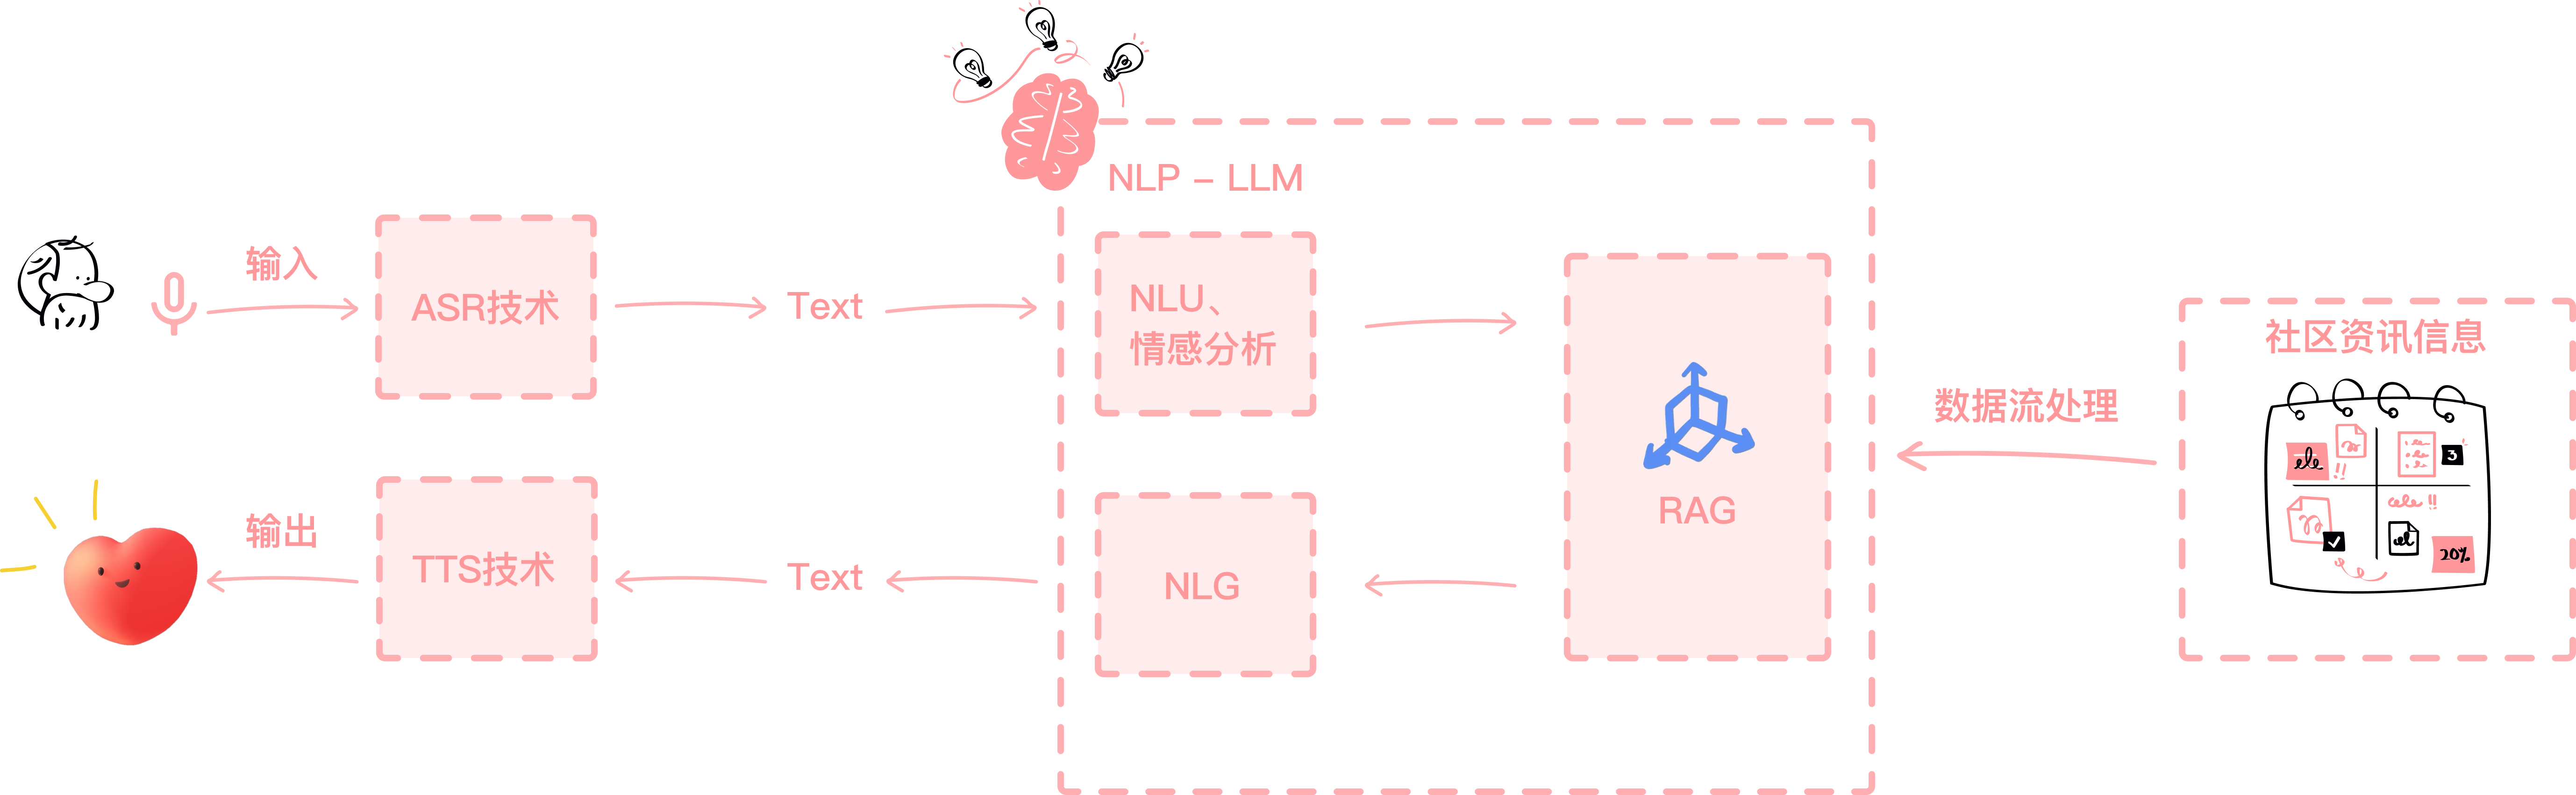 NLP – LLM
输入
ASR技术
Text
NLU、
情感分析
社区资讯信息
数据流处理
3
20%
RAG
输出
TTS技术
Text
NLG